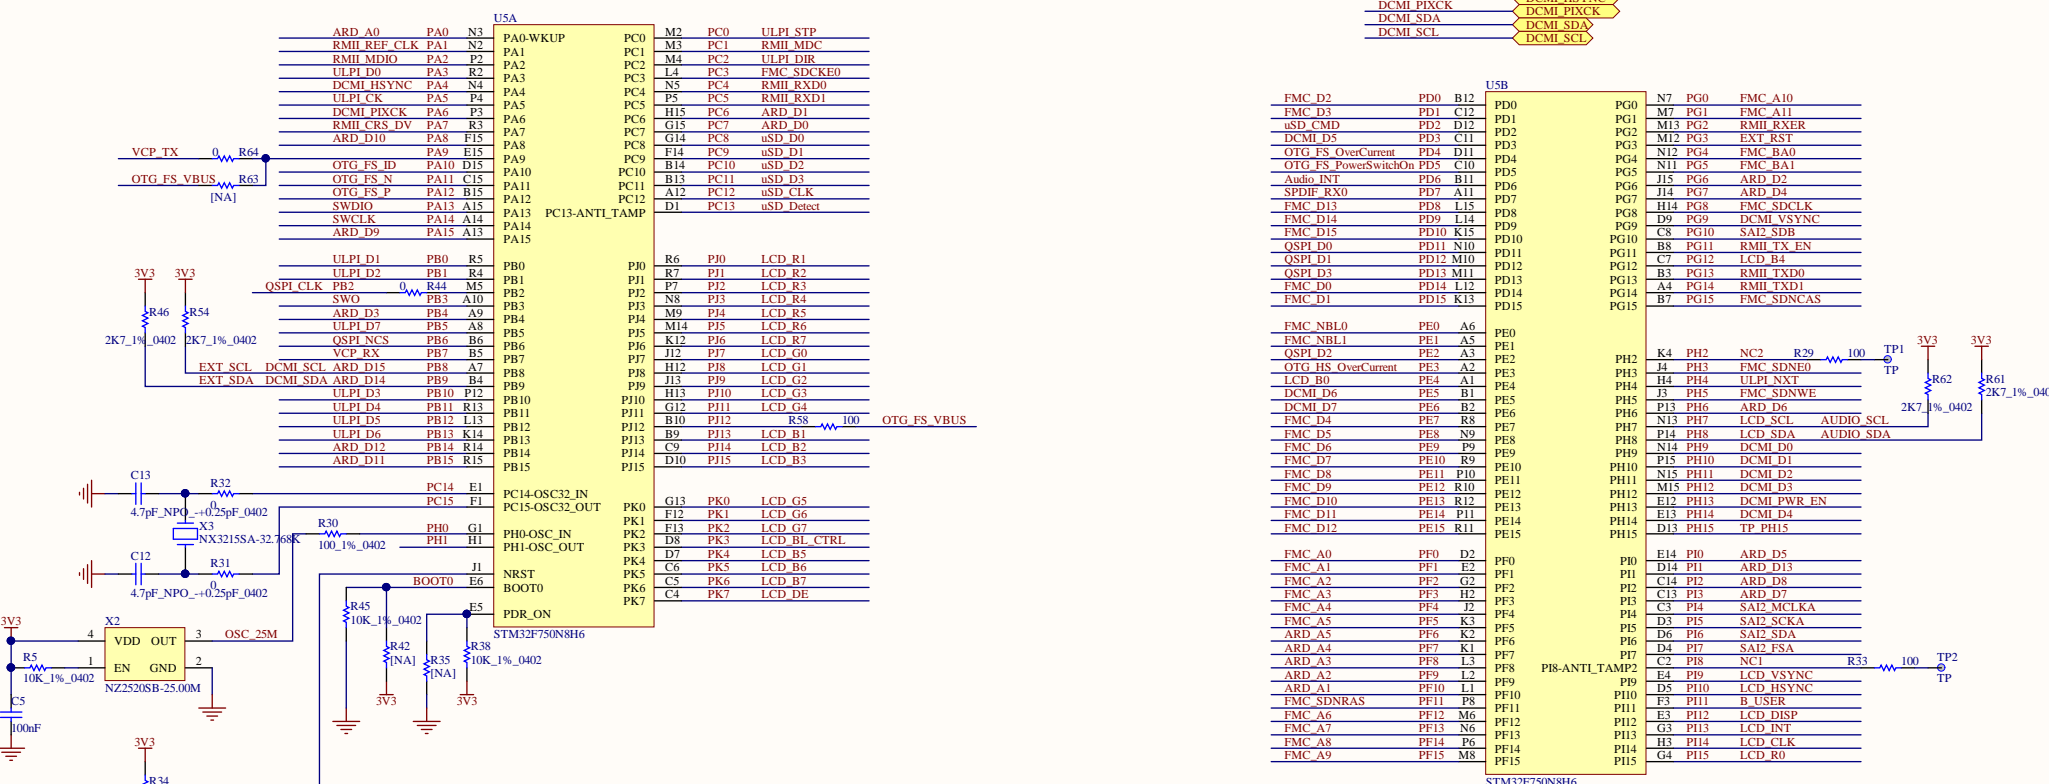 DCMI_PIXCK DCMI_PIXCK
DCMI_SDA DCMI_SDA
DCMI_SCL DCMI_SCL
U5A
ARD_A0 PA0 N3 PA0-WKUP PC0 M2 PC0 ULPI_STP
RMII_REF_CLK PA1 N2 PA1 PC1 M3 PC1 RMII_MDC
RMII_MDIO PA2 P2 PA2 PC2 M4 PC2 ULPI_DIR
ULPI_D0 PA3 R2 PA3 PC3 L4 PC3 FMC_SDCKE0
DCMI_HSYNC PA4 N4 PA4 PC4 N5 PC4 RMII_RXD0
ULPI_CK PA5 P4 PA5 PC5 P5 PC5 RMII_RXD1
DCMI_PIXCK PA6 P3 PA6 PC6 H15 PC6 ARD_D1
RMII_CRS_DV PA7 R3 PA7 PC7 G15 PC7 ARD_D0
ARD_D10 PA8 F15 PA8 PC8 G14 PC8 uSD_D0
VCP_TX 0 R64 PA9 E15 PA9 PC9 F14 PC9 uSD_D1
OTG_FS_ID PA10 D15 PA10 PC10 B14 PC10 uSD_D2
OTG_FS_VBUS R63 OTG_FS_N PA11 C15 PA11 PC11 B13 PC11 uSD_D3
[NA] OTG_FS_P PA12 B15 PA12 PC12 A12 PC12 uSD_CLK
SWDIO PA13 A15 PA13 PC13-ANTI_TAMP D1 PC13 uSD_Detect
SWCLK PA14 A14 PA14
ARD_D9 PA15 A13 PA15
ULPI_D1 PB0 R5 PB0 PJ0 R6 PJ0 LCD_R1
3V3 3V3 ULPI_D2 PB1 R4 PB1 PJ1 R7 PJ1 LCD_R2
QSPI_CLK PB2 0 R44 M5 PB2 PJ2 P7 PJ2 LCD_R3
SWO PB3 A10 PB3 PJ3 N8 PJ3 LCD_R4
R46 R54 ARD_D3 PB4 A9 PB4 PJ4 M9 PJ4 LCD_R5
ULPI_D7 PB5 A8 PB5 PJ5 M14 PJ5 LCD_R6
2K7_1%_0402 2K7_1%_0402 QSPI_NCS PB6 B6 PB6 PJ6 K12 PJ6 LCD_R7
VCP_RX PB7 B5 PB7 PJ7 J12 PJ7 LCD_G0
EXT_SCL DCMI_SCL ARD_D15 PB8 A7 PB8 PJ8 H12 PJ8 LCD_G1
EXT_SDA DCMI_SDA ARD_D14 PB9 B4 PB9 PJ9 J13 PJ9 LCD_G2
ULPI_D3 PB10 P12 PB10 PJ10 H13 PJ10 LCD_G3
ULPI_D4 PB11 R13 PB11 PJ11 G12 PJ11 LCD_G4
ULPI_D5 PB12 L13 PB12 PJ12 B10 PJ12 R58 100 OTG_FS_VBUS
ULPI_D6 PB13 K14 PB13 PJ13 B9 PJ13 LCD_B1
ARD_D12 PB14 R14 PB14 PJ14 C9 PJ14 LCD_B2
ARD_D11 PB15 R15 PB15 PJ15 D10 PJ15 LCD_B3
C13 R32 PC14 E1 PC14-OSC32_IN
0 PC15 F1 PC15-OSC32_OUT PK0 G13 PK0 LCD_G5
4.7pF_NPO_-+0.25pF_0402 PK1 F12 PK1 LCD_G6
X3 R30 PH0 G1 PH0-OSC_IN PK2 F13 PK2 LCD_G7
NX3215SA-32.768K 100_1%_0402 PH1 H1 PH1-OSC_OUT PK3 D8 PK3 LCD_BL_CTRL
C12 R31 PK4 D7 PK4 LCD_B5
0 J1 NRST PK5 C6 PK5 LCD_B6
4.7pF_NPO_-+0.25pF_0402 BOOT0 E6 BOOT0 PK6 C5 PK6 LCD_B7
PK7 C4 PK7 LCD_DE
R45 E5 PDR_ON
10K_1%_0402
STM32F750N8H6
3V3 X2
4 VDD OUT 3 OSC_25M
R42 R35 R38
[NA] [NA] 10K_1%_0402
R5 1 EN GND 2
10K_1%_0402
NZ2520SB-25.00M
3V3 3V3
C5
100nF
3V3
R34
U5B
FMC_D2 PD0 B12 PD0 PG0 N7 PG0 FMC_A10
FMC_D3 PD1 C12 PD1 PG1 M7 PG1 FMC_A11
uSD_CMD PD2 D12 PD2 PG2 M13 PG2 RMII_RXER
DCMI_D5 PD3 C11 PD3 PG3 M12 PG3 EXT_RST
OTG_FS_OverCurrent PD4 D11 PD4 PG4 N12 PG4 FMC_BA0
OTG_FS_PowerSwitchOn PD5 C10 PD5 PG5 N11 PG5 FMC_BA1
Audio_INT PD6 B11 PD6 PG6 J15 PG6 ARD_D2
SPDIF_RX0 PD7 A11 PD7 PG7 J14 PG7 ARD_D4
FMC_D13 PD8 L15 PD8 PG8 H14 PG8 FMC_SDCLK
FMC_D14 PD9 L14 PD9 PG9 D9 PG9 DCMI_VSYNC
FMC_D15 PD10 K15 PD10 PG10 C8 PG10 SAI2_SDB
QSPI_D0 PD11 N10 PD11 PG11 B8 PG11 RMII_TX_EN
QSPI_D1 PD12 M10 PD12 PG12 C7 PG12 LCD_B4
QSPI_D3 PD13 M11 PD13 PG13 B3 PG13 RMII_TXD0
FMC_D0 PD14 L12 PD14 PG14 A4 PG14 RMII_TXD1
FMC_D1 PD15 K13 PD15 PG15 B7 PG15 FMC_SDNCAS
FMC_NBL0 PE0 A6 PE0
FMC_NBL1 PE1 A5 PE1 3V3 3V3
QSPI_D2 PE2 A3 PE2 PH2 K4 PH2 NC2 R29 100 TP1
OTG_HS_OverCurrent PE3 A2 PE3 PH3 J4 PH3 FMC_SDNE0 TP
LCD_B0 PE4 A1 PE4 PH4 H4 PH4 ULPI_NXT R62 R61
DCMI_D6 PE5 B1 PE5 PH5 J3 PH5 FMC_SDNWE 2K7_1%_040
DCMI_D7 PE6 B2 PE6 PH6 P13 PH6 ARD_D6 2K7_1%_0402
FMC_D4 PE7 R8 PE7 PH7 N13 PH7 LCD_SCL AUDIO_SCL
FMC_D5 PE8 N9 PE8 PH8 P14 PH8 LCD_SDA AUDIO_SDA
FMC_D6 PE9 P9 PE9 PH9 N14 PH9 DCMI_D0
FMC_D7 PE10 R9 PE10 PH10 P15 PH10 DCMI_D1
FMC_D8 PE11 P10 PE11 PH11 N15 PH11 DCMI_D2
FMC_D9 PE12 R10 PE12 PH12 M15 PH12 DCMI_D3
FMC_D10 PE13 R12 PE13 PH13 E12 PH13 DCMI_PWR_EN
FMC_D11 PE14 P11 PE14 PH14 E13 PH14 DCMI_D4
FMC_D12 PE15 R11 PE15 PH15 D13 PH15 TP_PH15
FMC_A0 PF0 D2 PF0 PI0 E14 PI0 ARD_D5
FMC_A1 PF1 E2 PF1 PI1 D14 PI1 ARD_D13
FMC_A2 PF2 G2 PF2 PI2 C14 PI2 ARD_D8
FMC_A3 PF3 H2 PF3 PI3 C13 PI3 ARD_D7
FMC_A4 PF4 J2 PF4 PI4 C3 PI4 SAI2_MCLKA
FMC_A5 PF5 K3 PF5 PI5 D3 PI5 SAI2_SCKA
ARD_A5 PF6 K2 PF6 PI6 D6 PI6 SAI2_SDA
ARD_A4 PF7 K1 PF7 PI7 D4 PI7 SAI2_FSA
ARD_A3 PF8 L3 PF8 PI8-ANTI_TAMP2 C2 PI8 NC1 R33 100 TP2
ARD_A2 PF9 L2 PF9 PI9 E4 PI9 LCD_VSYNC TP
ARD_A1 PF10 L1 PF10 PI10 D5 PI10 LCD_HSYNC
FMC_SDNRAS PF11 P8 PF11 PI11 F3 PI11 B_USER
FMC_A6 PF12 M6 PF12 PI12 E3 PI12 LCD_DISP
FMC_A7 PF13 N6 PF13 PI13 G3 PI13 LCD_INT
FMC_A8 PF14 P6 PF14 PI14 H3 PI14 LCD_CLK
FMC_A9 PF15 M8 PF15 PI15 G4 PI15 LCD_R0
STM32F750N8H6